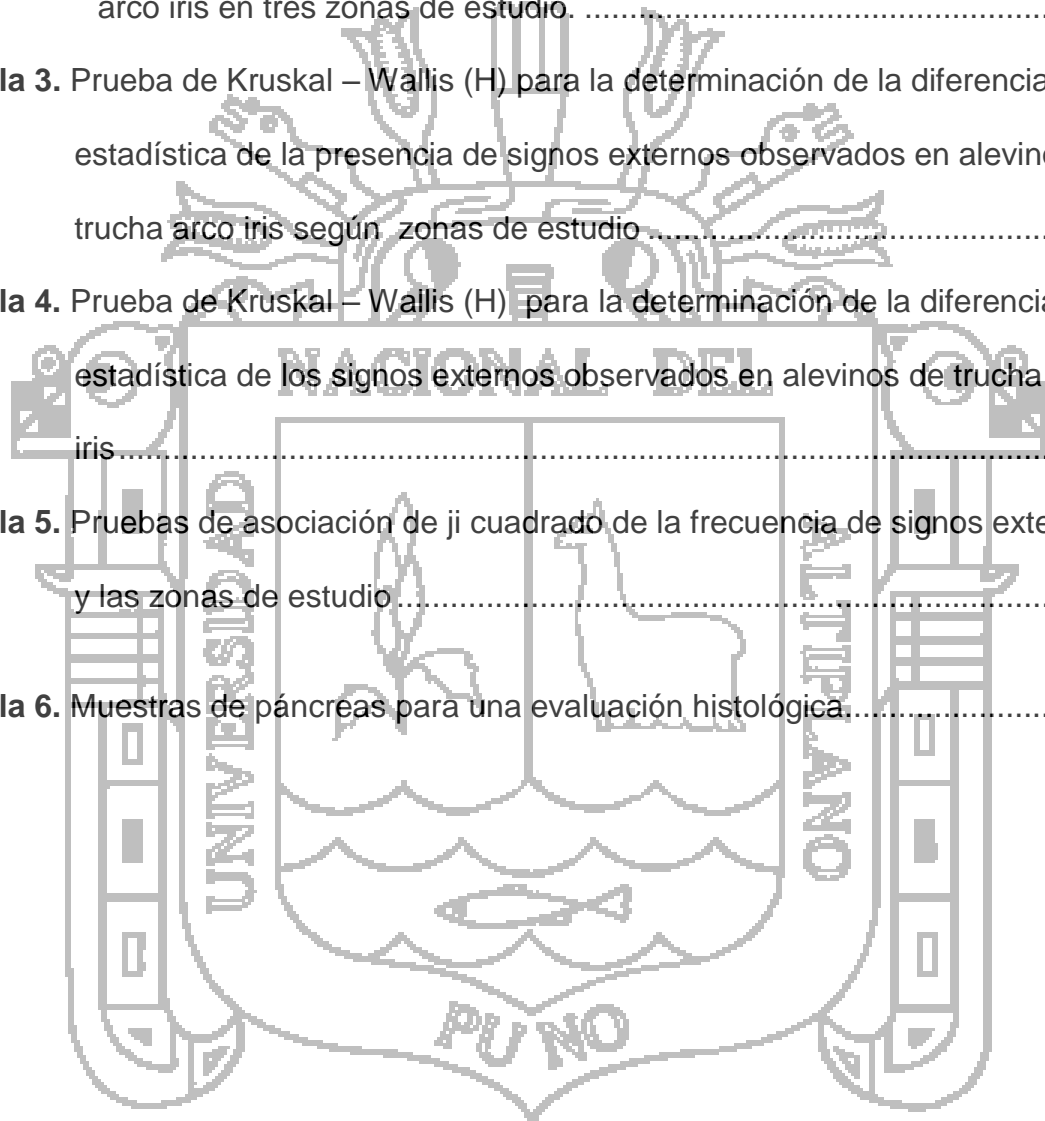 arco iris en tres zonas de estudio. ........................................................
la 3. Prueba de Kruskal – Wallis (H) para la determinación de la diferencia
estadística de la presencia de signos externos observados en alevino
trucha arco iris según  zonas de estudio ..................................................
la 4. Prueba de Kruskal – Wallis (H)  para la determinación de la diferencia
estadística de los signos externos observados en alevinos de trucha
iris....................................................................................................................
la 5. Pruebas de asociación de ji cuadrado de la frecuencia de signos exte
y las zonas de estudio..................................................................................
la 6. Muestras de páncreas para una evaluación histológica.........................
NACIONAL DEL
UNIVERSIDAD
ALTIPLANO
PUNO